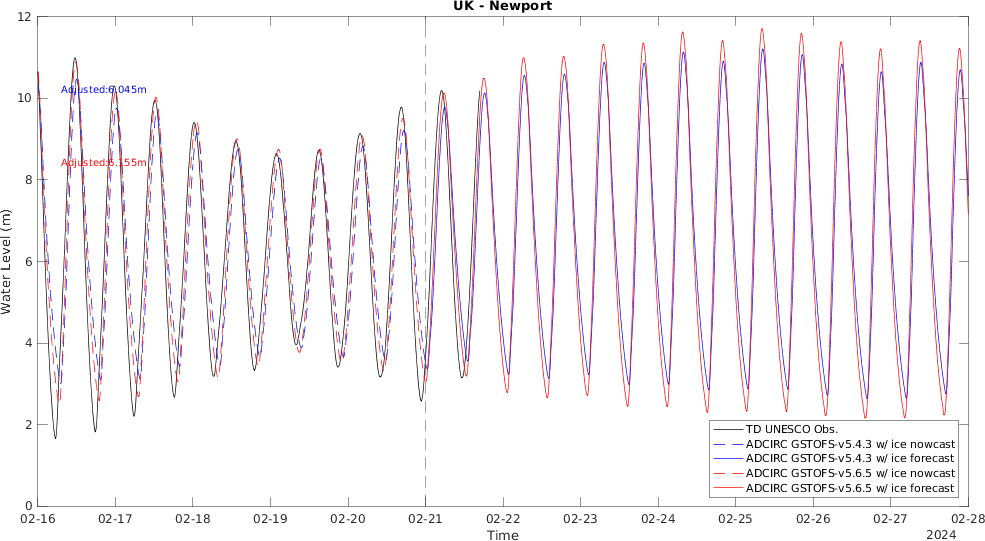 UK - Newport
12
10
8
6
4
2
0
Water Level (m)
Adjusted:6.045m
Adjusted:6.155m
TD UNESCO Obs.
ADCIRC GSTOFS-v5.4.3 w/ ice nowcast
ADCIRC GSTOFS-v5.4.3 w/ ice forecast
ADCIRC GSTOFS-v5.6.5 w/ ice nowcast
ADCIRC GSTOFS-v5.6.5 w/ ice forecast
02-16 02-17 02-18 02-19 02-20 02-21 02-22 02-23 02-24 02-25 02-26 02-27 02-28
Time
2024